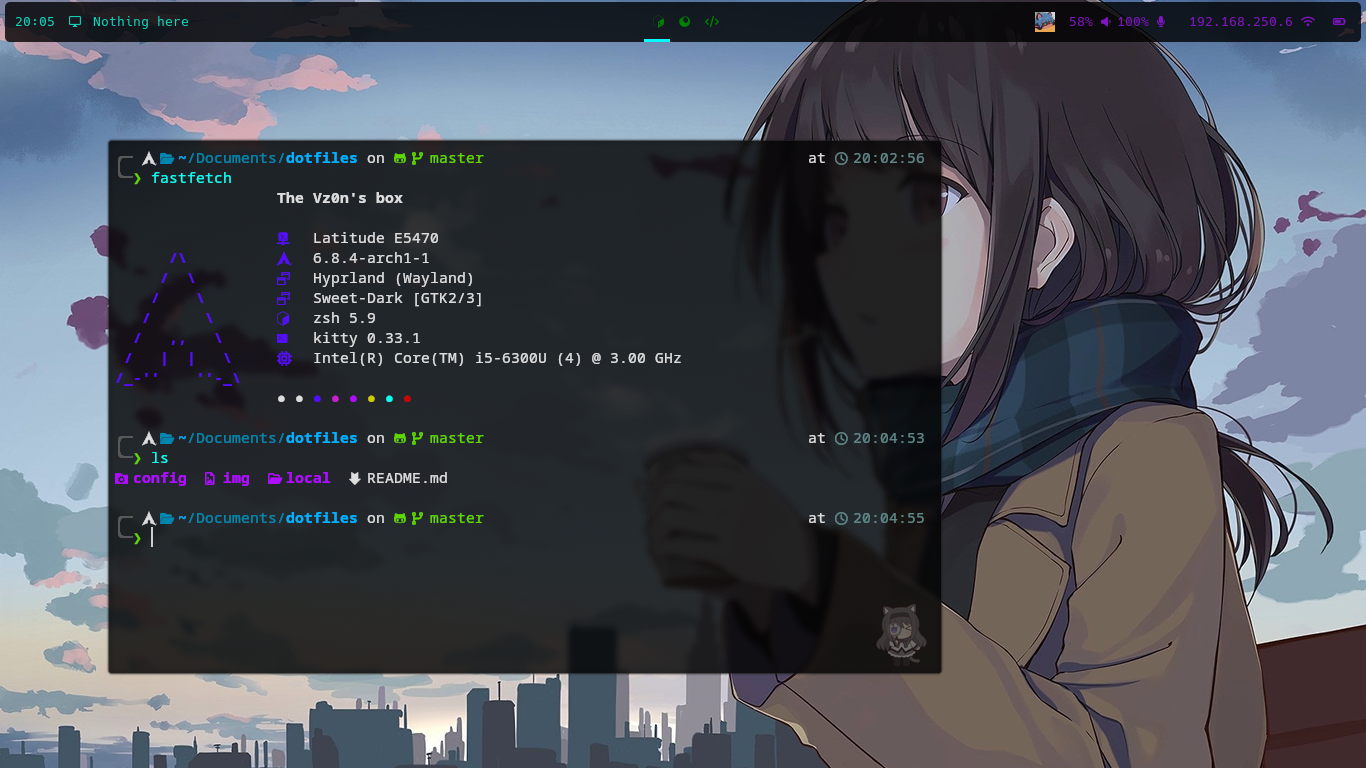 20:05 Nothing here </> 58% 100% 192.168.250.6
~/Documents/dotfiles on master at 20:02:56
❯ fastfetch
The Vz0n's box
Latitude E5470
/\ 6.8.4-arch1-1
/ \ Hyprland (Wayland)
/ \ Sweet-Dark [GTK2/3]
/ \ zsh 5.9
/ ,, \ kitty 0.33.1
/ | | \ Intel(R) Core(TM) i5-6300U (4) @ 3.00 GHz
/_-'' ''-_\
~/Documents/dotfiles on master at 20:04:53
❯ ls
config img local README.md
~/Documents/dotfiles on master at 20:04:55
❯